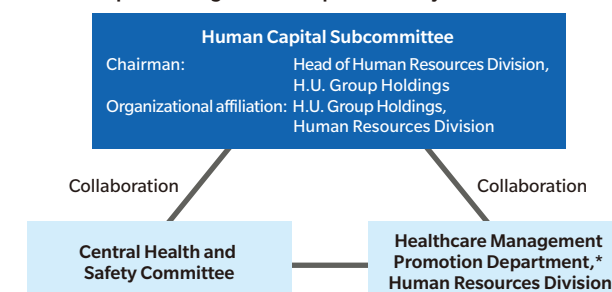 Human Capital Subcommittee
Chairman: Head of Human Resources Division,
H.U. Group Holdings
Organizational affiliation: H.U. Group Holdings,
Human Resources Division
Collaboration Collaboration
Central Health and
Safety Committee
Healthcare Management
Promotion Department,*
Human Resources Division